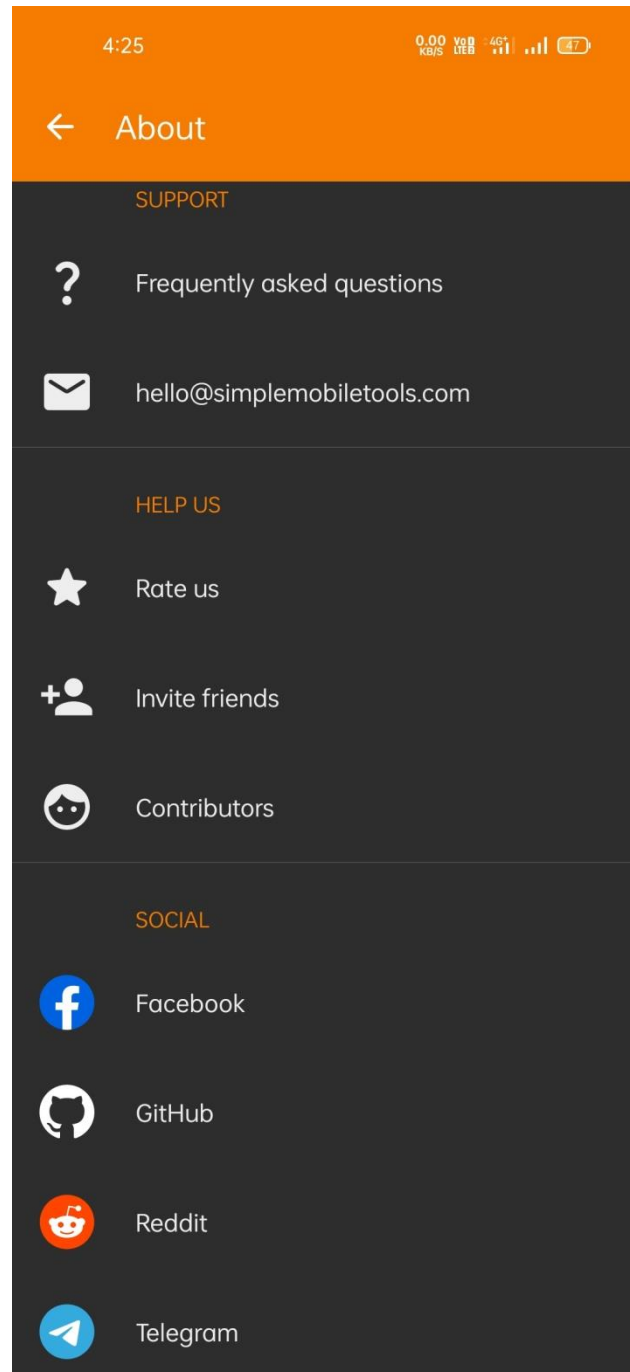 4:25
0.00 KB/S Vo LTE 4G+ 47
About
SUPPORT
Frequently asked questions
hello@simplemobiletools.com
HELP US
Rate us
Invite friends
Contributors
SOCIAL
Facebook
GitHub
Reddit
Telegram